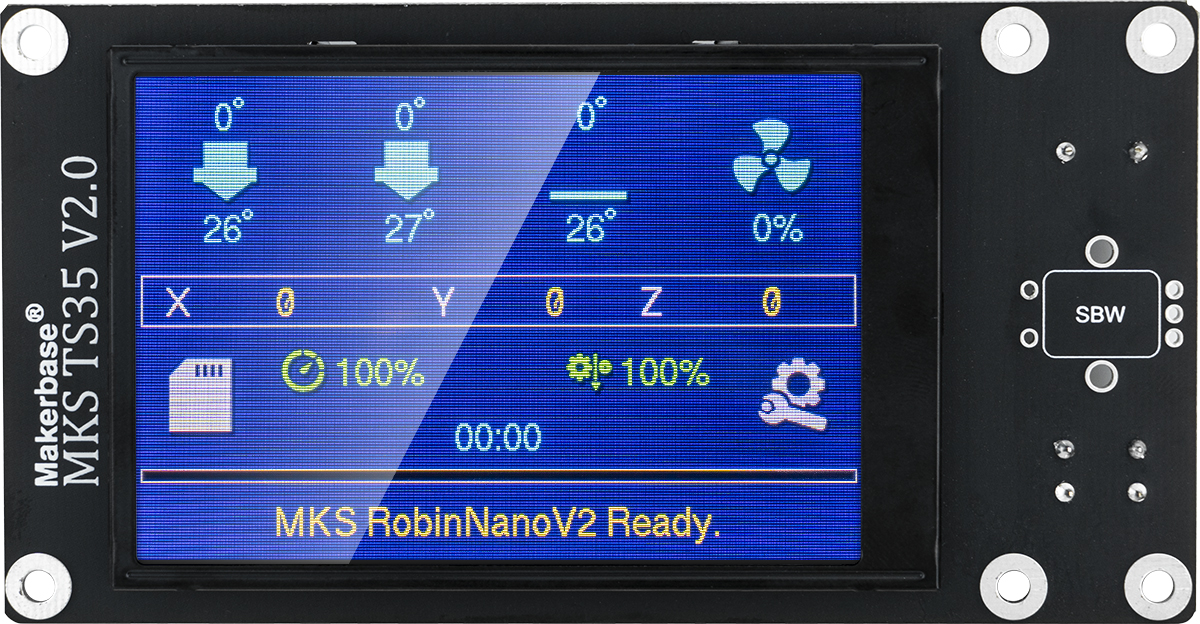 Makerbase®
MKS TS35 V2.0
0° 0° 0°
26° 27° 26° 0%
X 0 Y 0 Z 0
100% 100%
00:00
MKS RobinNanoV2 Ready.
SBW